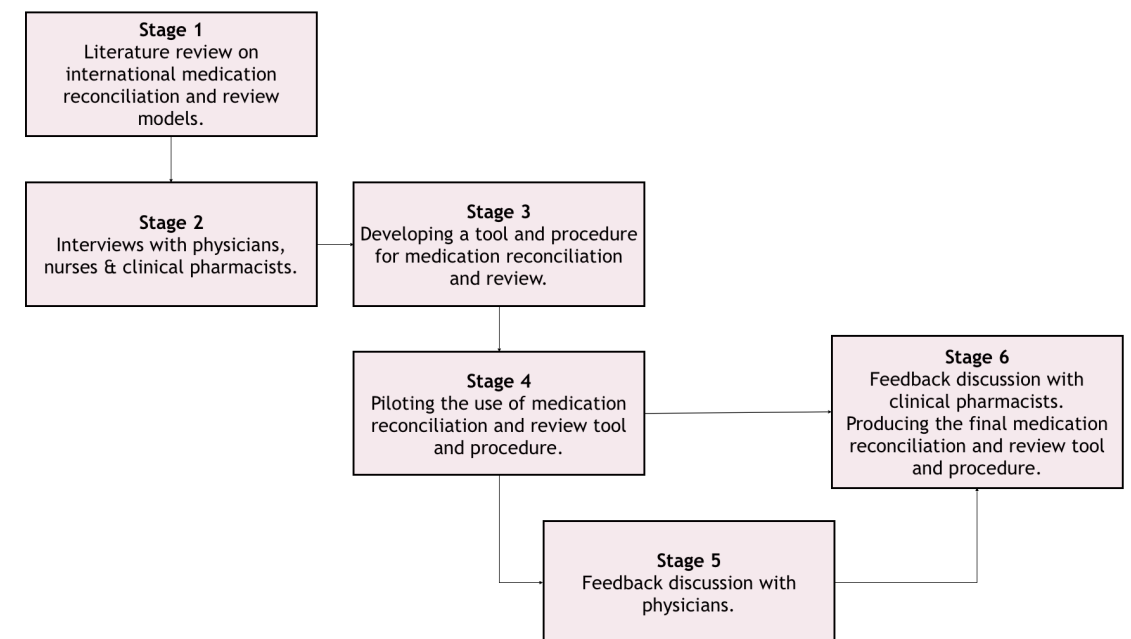 Stage 1
Literature review on
international medication
reconciliation and review
models.
Stage 2
Interviews with physicians,
nurses & clinical pharmacists.
Stage 3
Developing a tool and procedure
for medication reconciliation
and review.
Stage 4
Piloting the use of medication
reconciliation and review tool
and procedure.
Stage 5
Feedback discussion with
physicians.
Stage 6
Feedback discussion with
clinical pharmacists.
Producing the final medication
reconciliation and review tool
and procedure.